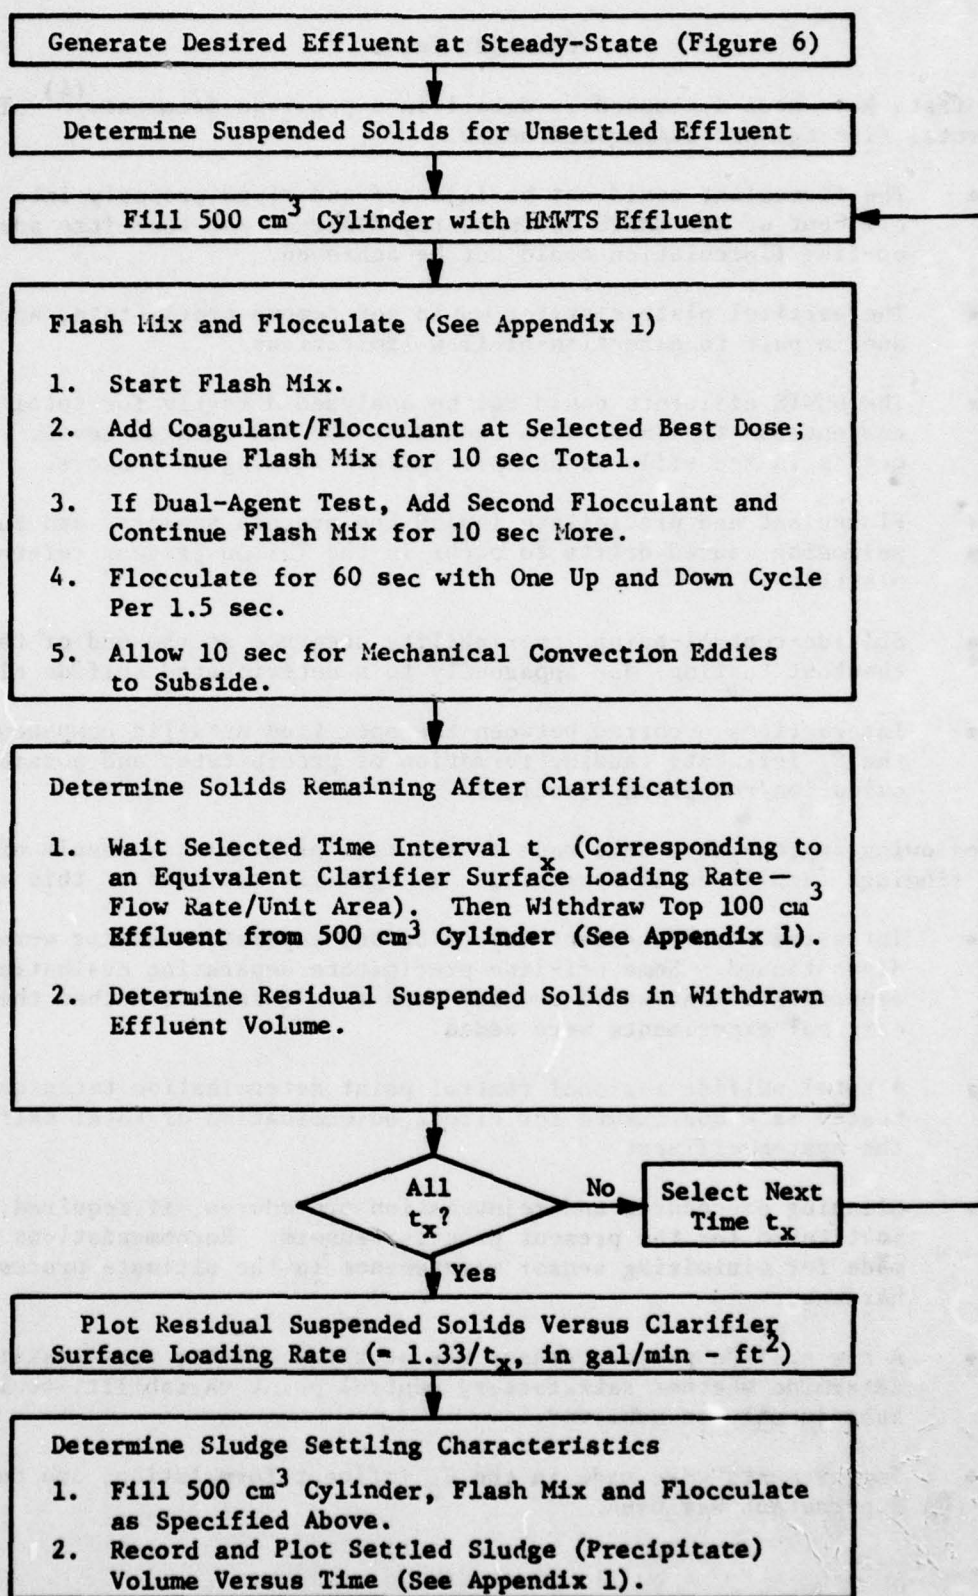 Generate Desired Effluent at Steady-State (Figure 6)
Determine Suspended Solids for Unsettled Effluent
Fill 500 cm³ Cylinder with HMWTS Effluent
Flash Mix and Flocculate (See Appendix 1)
1. Start Flash Mix.
2. Add Coagulant/Flocculant at Selected Best Dose;
Continue Flash Mix for 10 sec Total.
3. If Dual-Agent Test, Add Second Flocculant and
Continue Flash Mix for 10 sec More.
4. Flocculate for 60 sec with One Up and Down Cycle
Per 1.5 sec.
5. Allow 10 sec for Mechanical Convection Eddies
to Subside.
Determine Solids Remaining After Clarification
1. Wait Selected Time Interval tₓ (Corresponding to
an Equivalent Clarifier Surface Loading Rate—
Flow Rate/Unit Area). Then Withdraw Top 100 cm³
Effluent from 500 cm³ Cylinder (See Appendix 1).
2. Determine Residual Suspended Solids in Withdrawn
Effluent Volume.
All
tₓ?
No
Select Next
Time tₓ
Yes
Plot Residual Suspended Solids Versus Clarifier
Surface Loading Rate (= 1.33/tₓ, in gal/min - ft²)
Determine Sludge Settling Characteristics
1. Fill 500 cm³ Cylinder, Flash Mix and Flocculate
as Specified Above.
2. Record and Plot Settled Sludge (Precipitate)
Volume Versus Time (See Appendix 1).